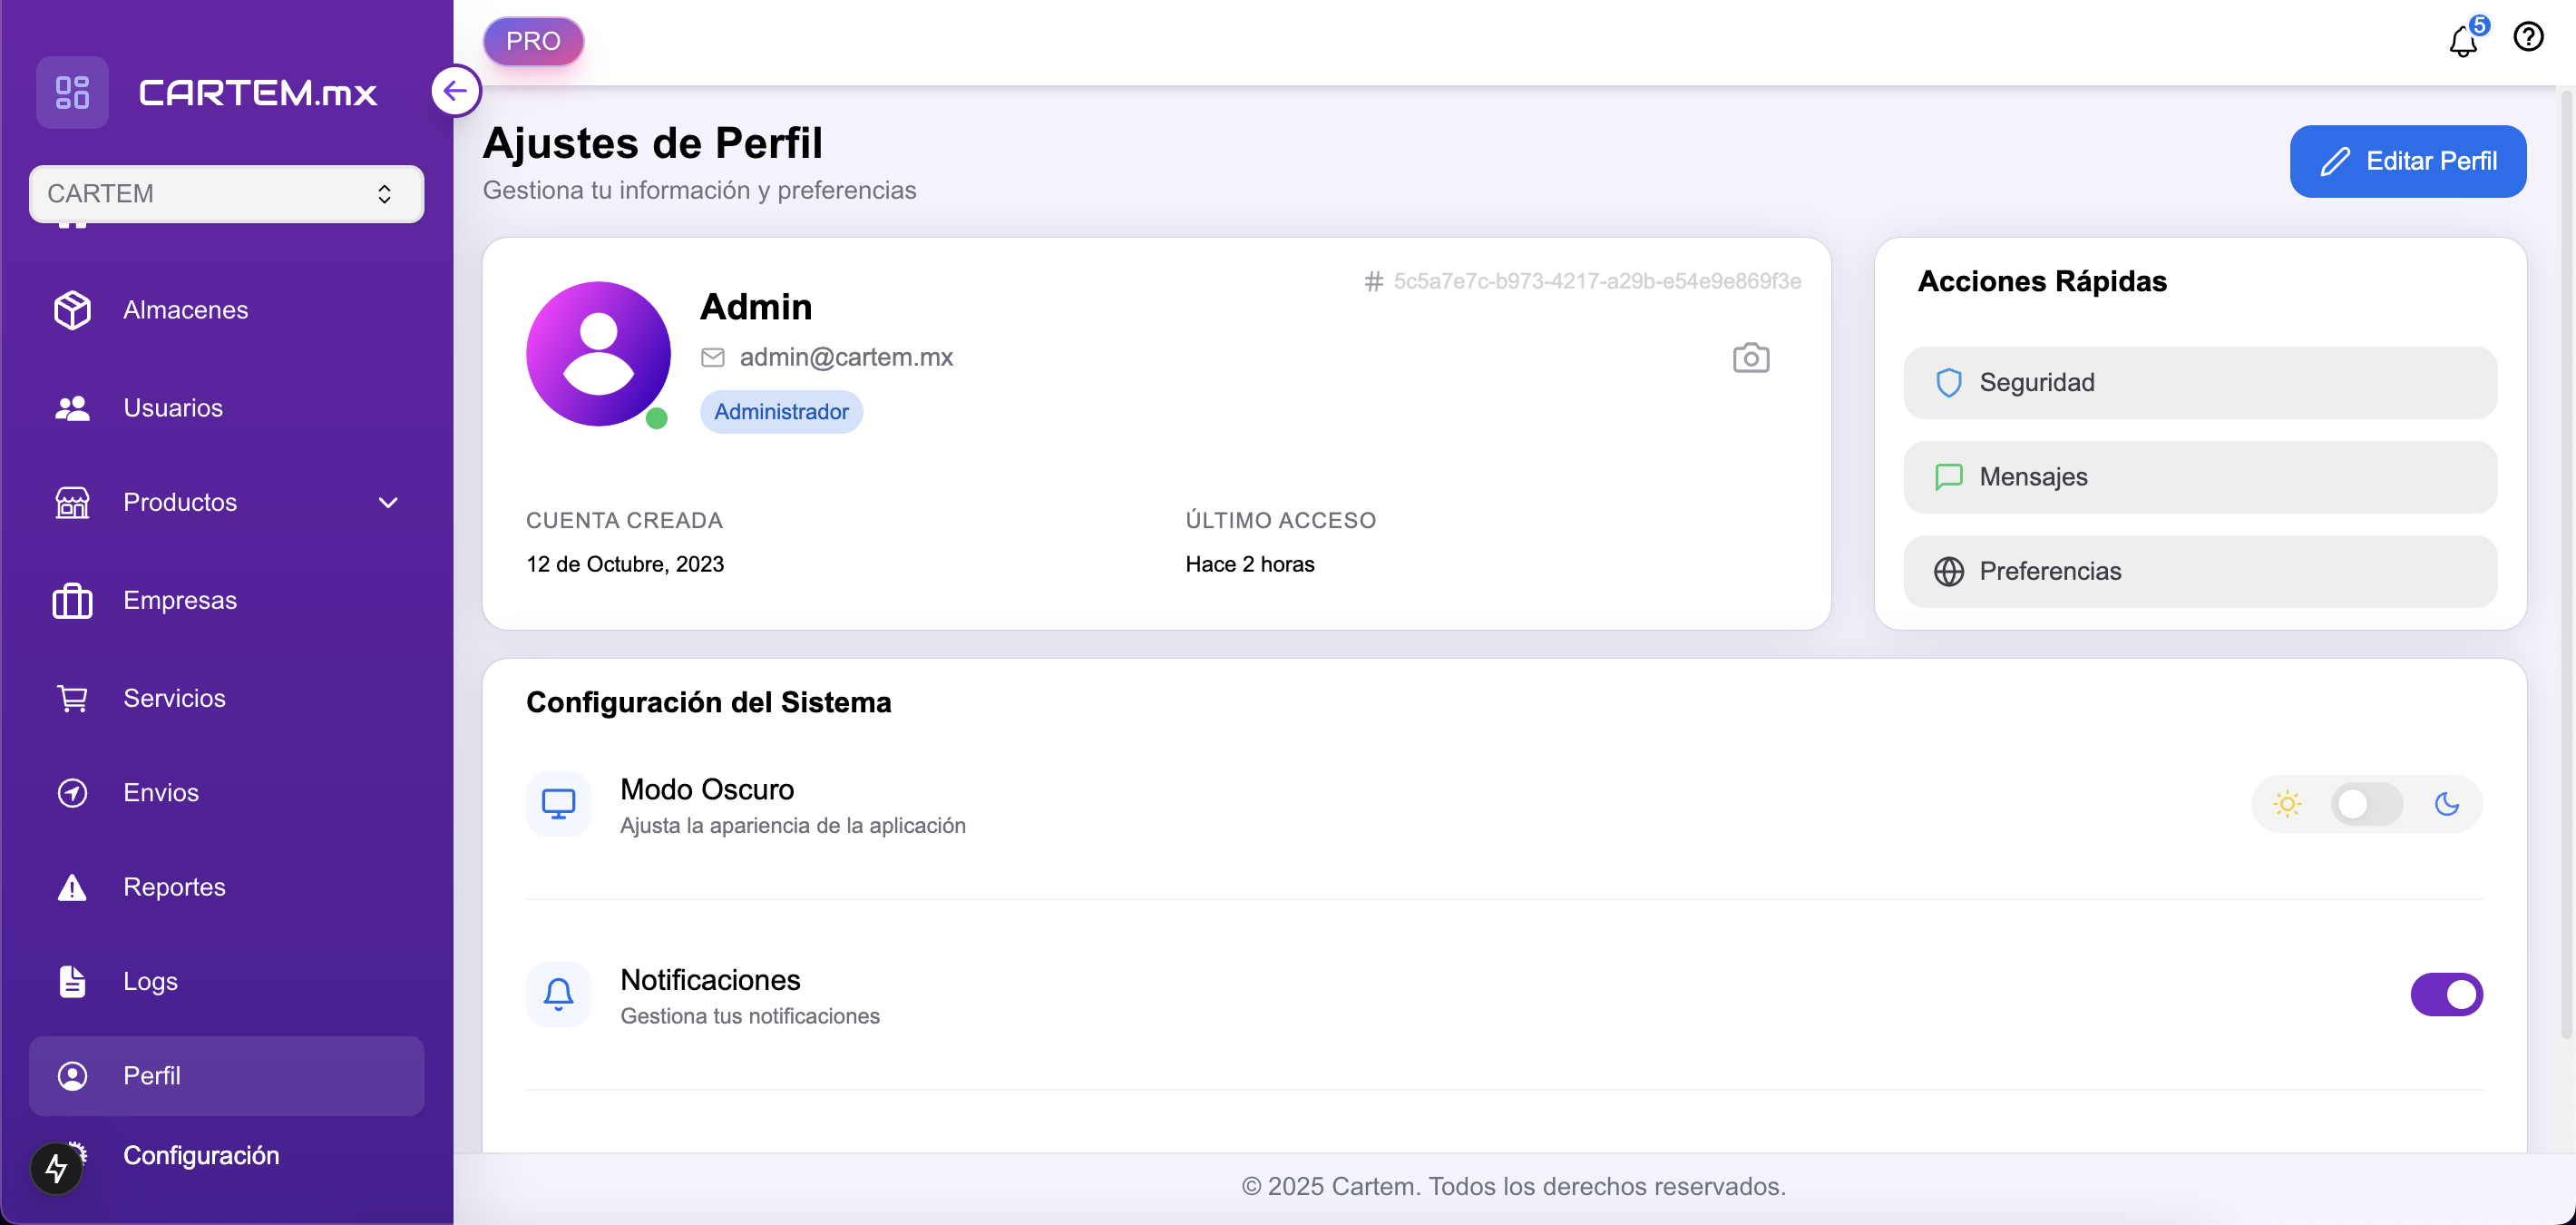 CARTEM.mx
CARTEM
Almacenes
Usuarios
Productos
Empresas
Servicios
Envios
Reportes
Logs
Perfil
Configuración
PRO
5
Ajustes de Perfil
Gestiona tu información y preferencias
Editar Perfil
# 5c5a7e7c-b973-4217-a29b-e54e9e869f3e
Admin
admin@cartem.mx
Administrador
CUENTA CREADA
12 de Octubre, 2023
ÚLTIMO ACCESO
Hace 2 horas
Acciones Rápidas
Seguridad
Mensajes
Preferencias
Configuración del Sistema
Modo Oscuro
Ajusta la apariencia de la aplicación
Notificaciones
Gestiona tus notificaciones
© 2025 Cartem. Todos los derechos reservados.